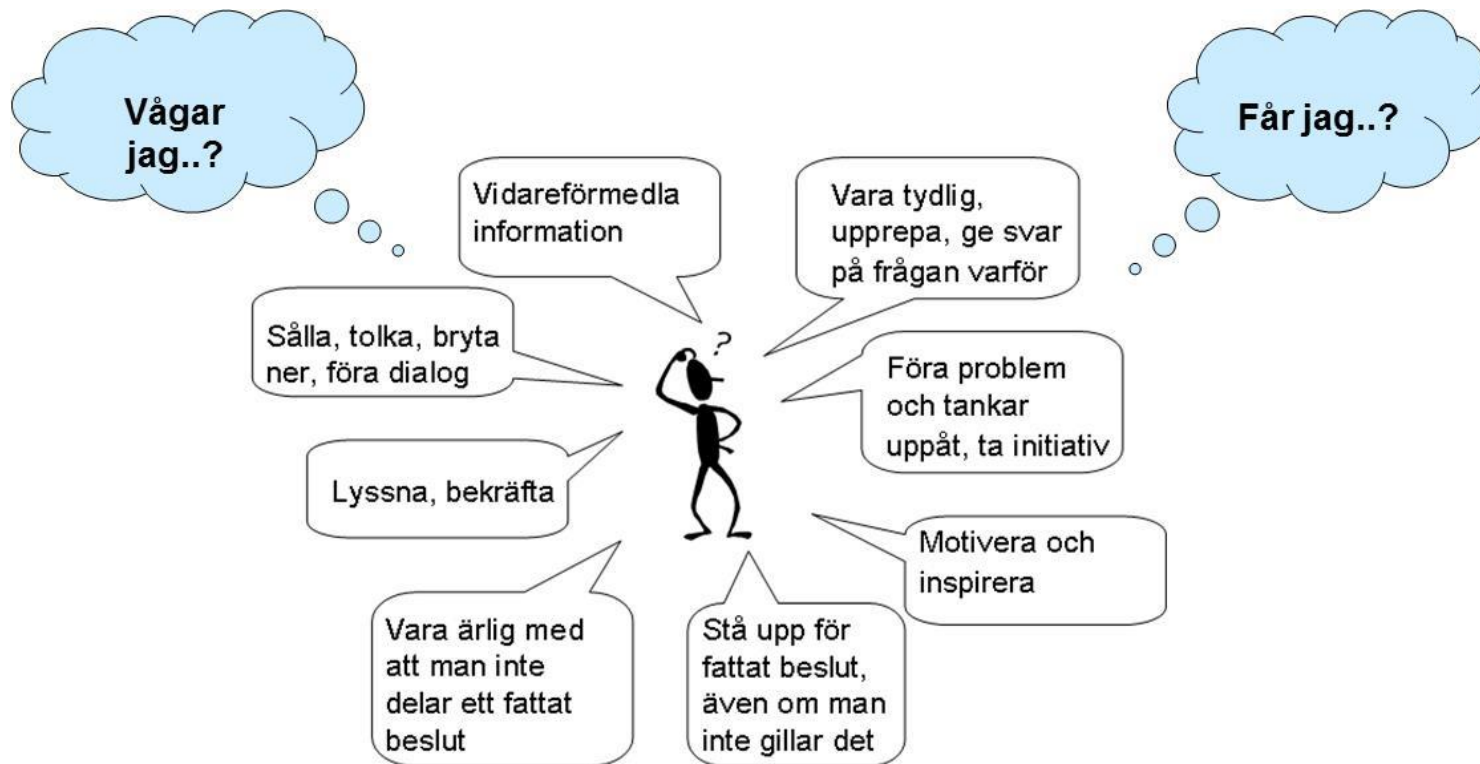 Vågar
jag..?
Får jag..?
Vidareförmedla
information
Vara tydlig,
upprepa, ge svar
på frågan varför
Sålla, tolka, bryta
ner, föra dialog
?
Föra problem
och tankar
uppåt, ta initiativ
Lyssna, bekräfta
Motivera och
inspirera
Vara ärlig med
att man inte
delar ett fattat
beslut
Stå upp för
fattat beslut,
även om man
inte gillar det